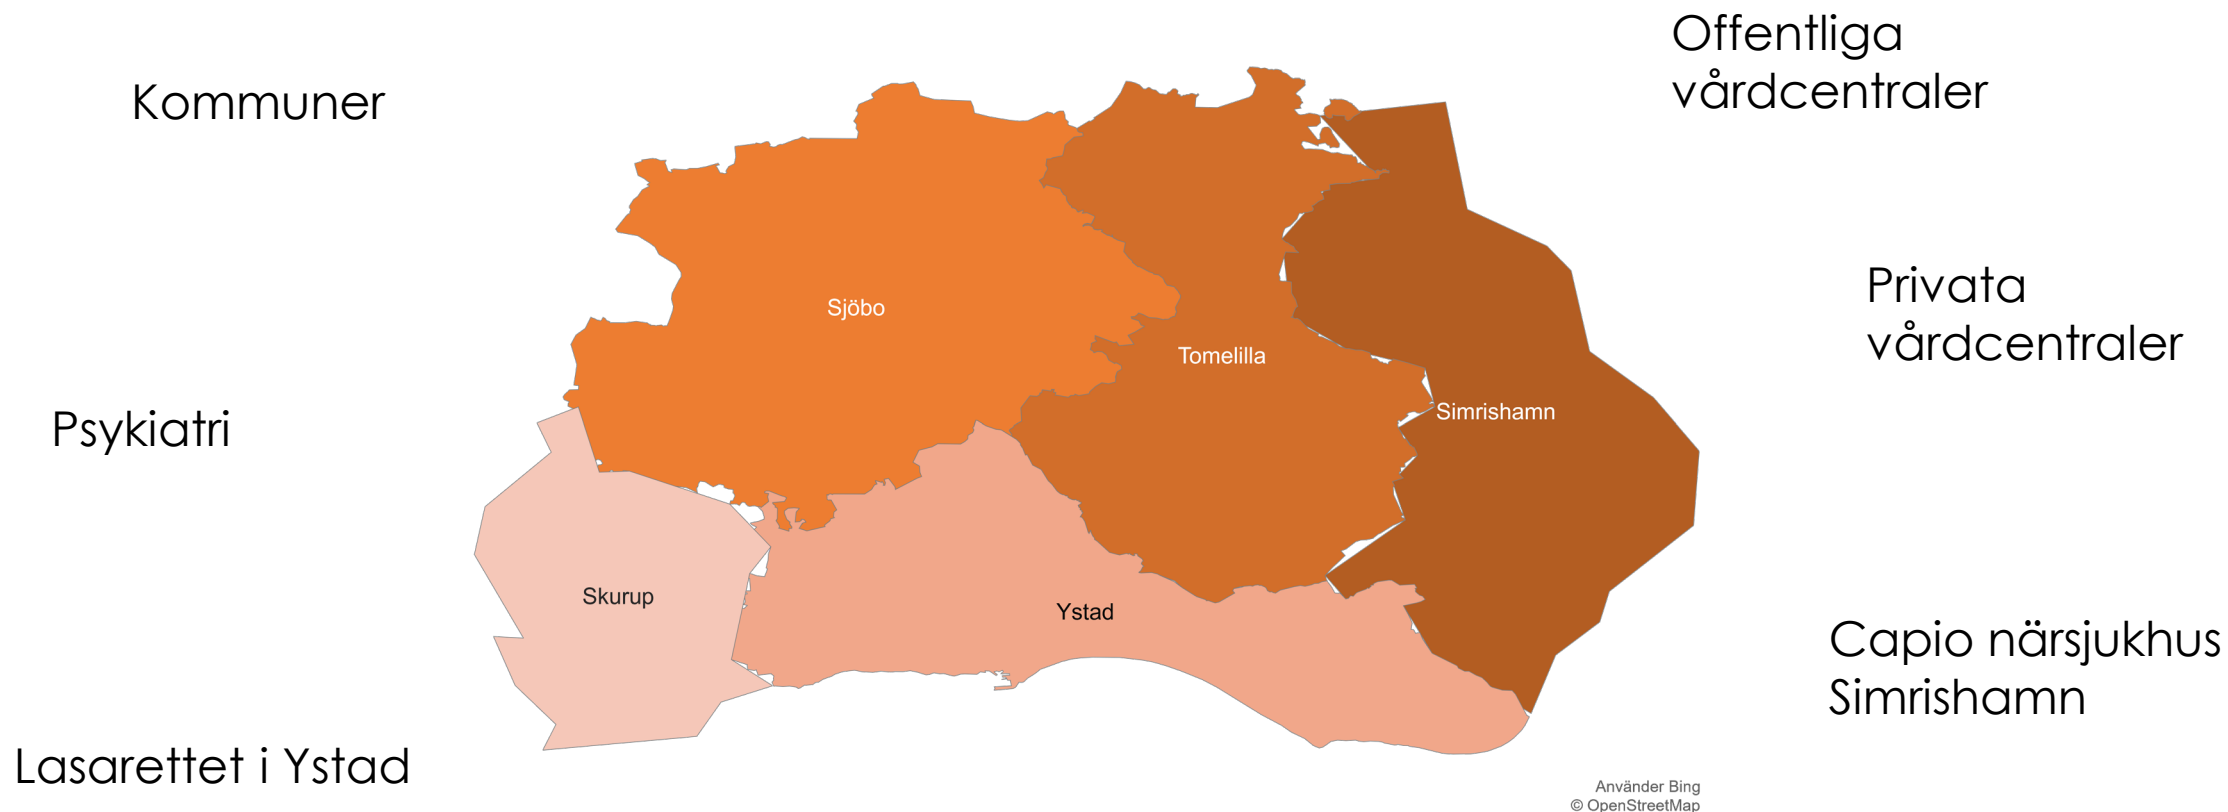 Kommuner
Psykiatri
Lasarettet i Ystad
Sjöbo
Tomelilla
Simrishamn
Skurup
Ystad
Offentliga
vårdcentraler
Privata
vårdcentraler
Capio närsjukhus
Simrishamn
Använder Bing
© OpenStreetMap